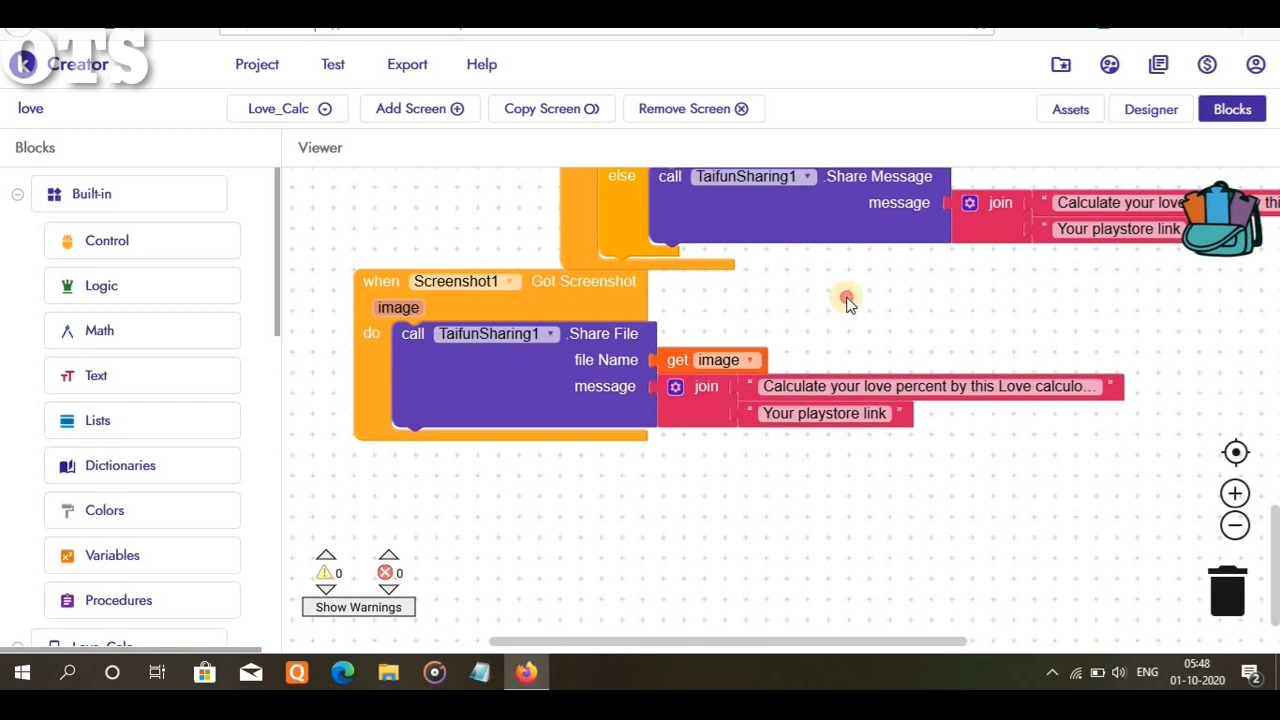 OTS
k Creator Project Test Export Help
love Love_Calc Add Screen Copy Screen Remove Screen Assets Designer Blocks
Blocks Viewer
Built-in
Control
Logic
Math
Text
Lists
Dictionaries
Colors
Variables
Procedures
else call TaifunSharing1 .Share Message
message join " Calculate your love
" Your playstore link
when Screenshot1 Got Screenshot
image
do call TaifunSharing1 .Share File
file Name get image
message join " Calculate your love percent by this Love calculo... "
" Your playstore link "
0 0
Show Warnings
Q ENG 05:48
01-10-2020 2